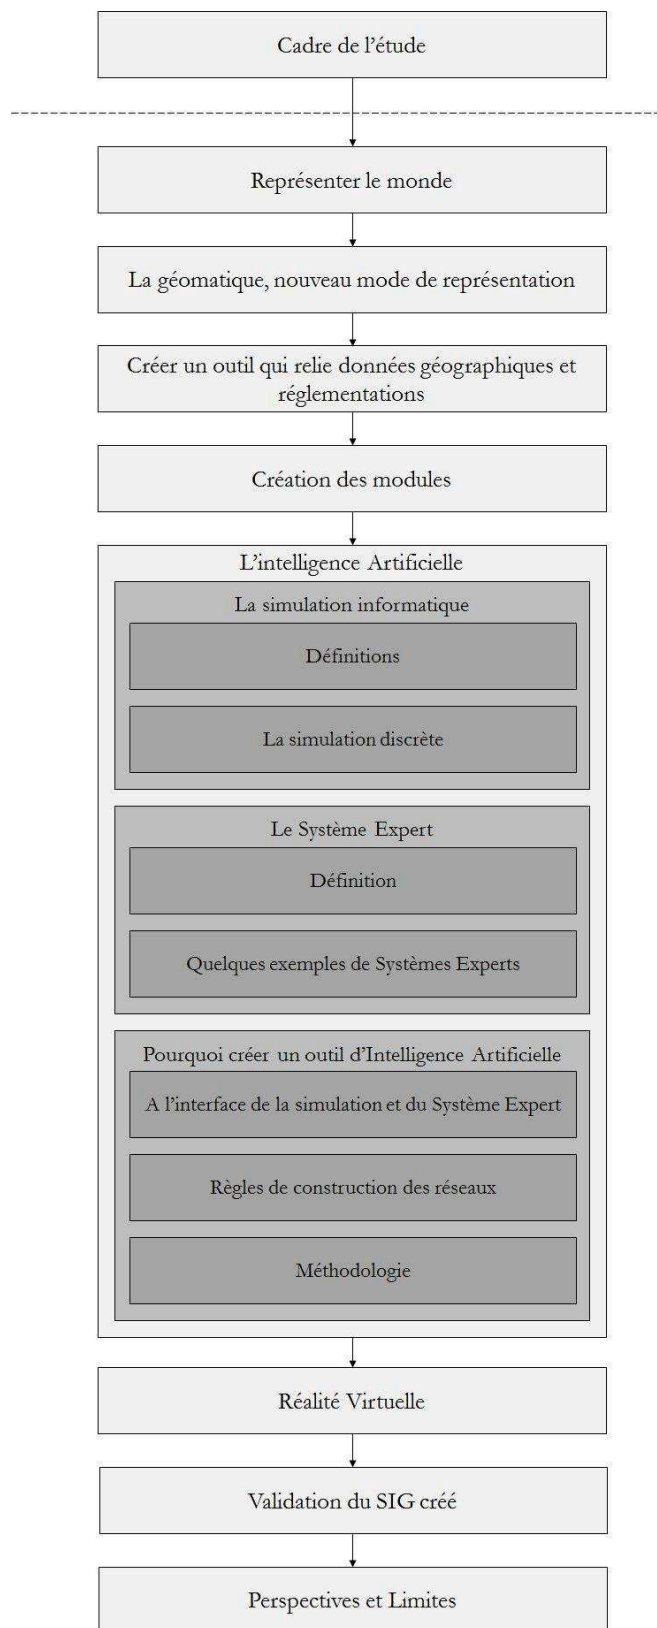 Cadre de l'étude
Représenter le monde
La géomatique, nouveau mode de représentation
Créer un outil qui relie données géographiques et
réglementations
Création des modules
L'intelligence Artificielle
La simulation informatique
Définitions
La simulation discrète
Le Système Expert
Définition
Quelques exemples de Systèmes Experts
Pourquoi créer un outil d'Intelligence Artificielle
A l'interface de la simulation et du Système Expert
Règles de construction des réseaux
Méthodologie
Réalité Virtuelle
Validation du SIG créé
Perspectives et Limites